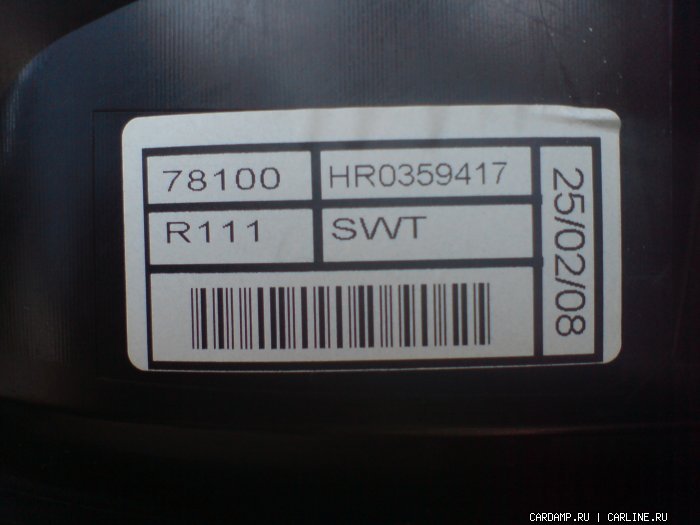 78100 HR0359417
R111 SWT
25/02/08
CARDAMP.RU | CARLINE.RU